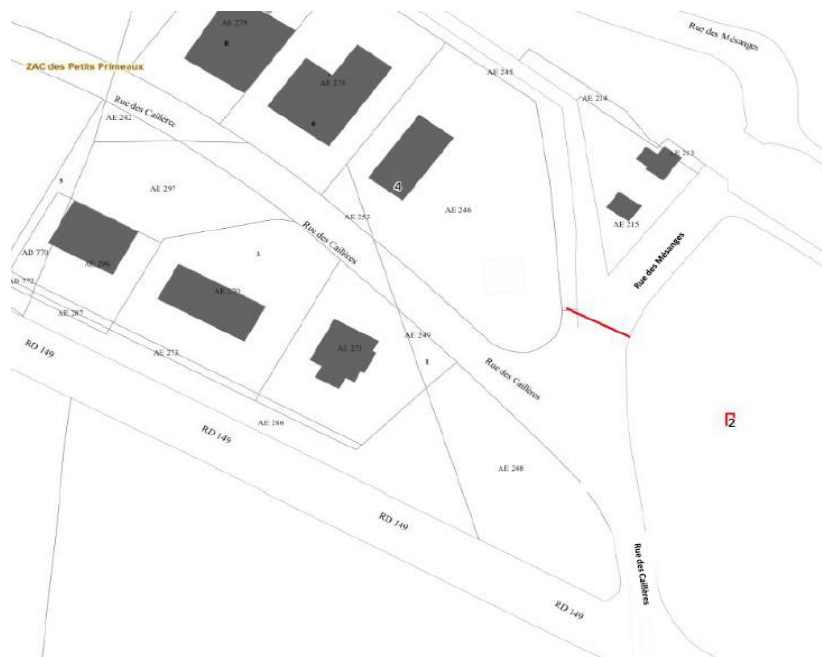 AE 279
8
Rue des Mésanges
ZAC des Petits Primeaux
AE 278
6
AE 245
Rue des Caillères
AE 242
AE 214
AE 213
4
5
AE 297
AE 253
AE 246
AE 215
Rue des Caillères
3
Rue des Mésanges
AD 770
AE 296
AD 772
AE 270
AE 287
AE 249
RD 149
AE 273
AE 271
1
Rue des Caillères
AE 286
RD 149
2
AE 248
RD 149
Rue des Caillères
RD 149